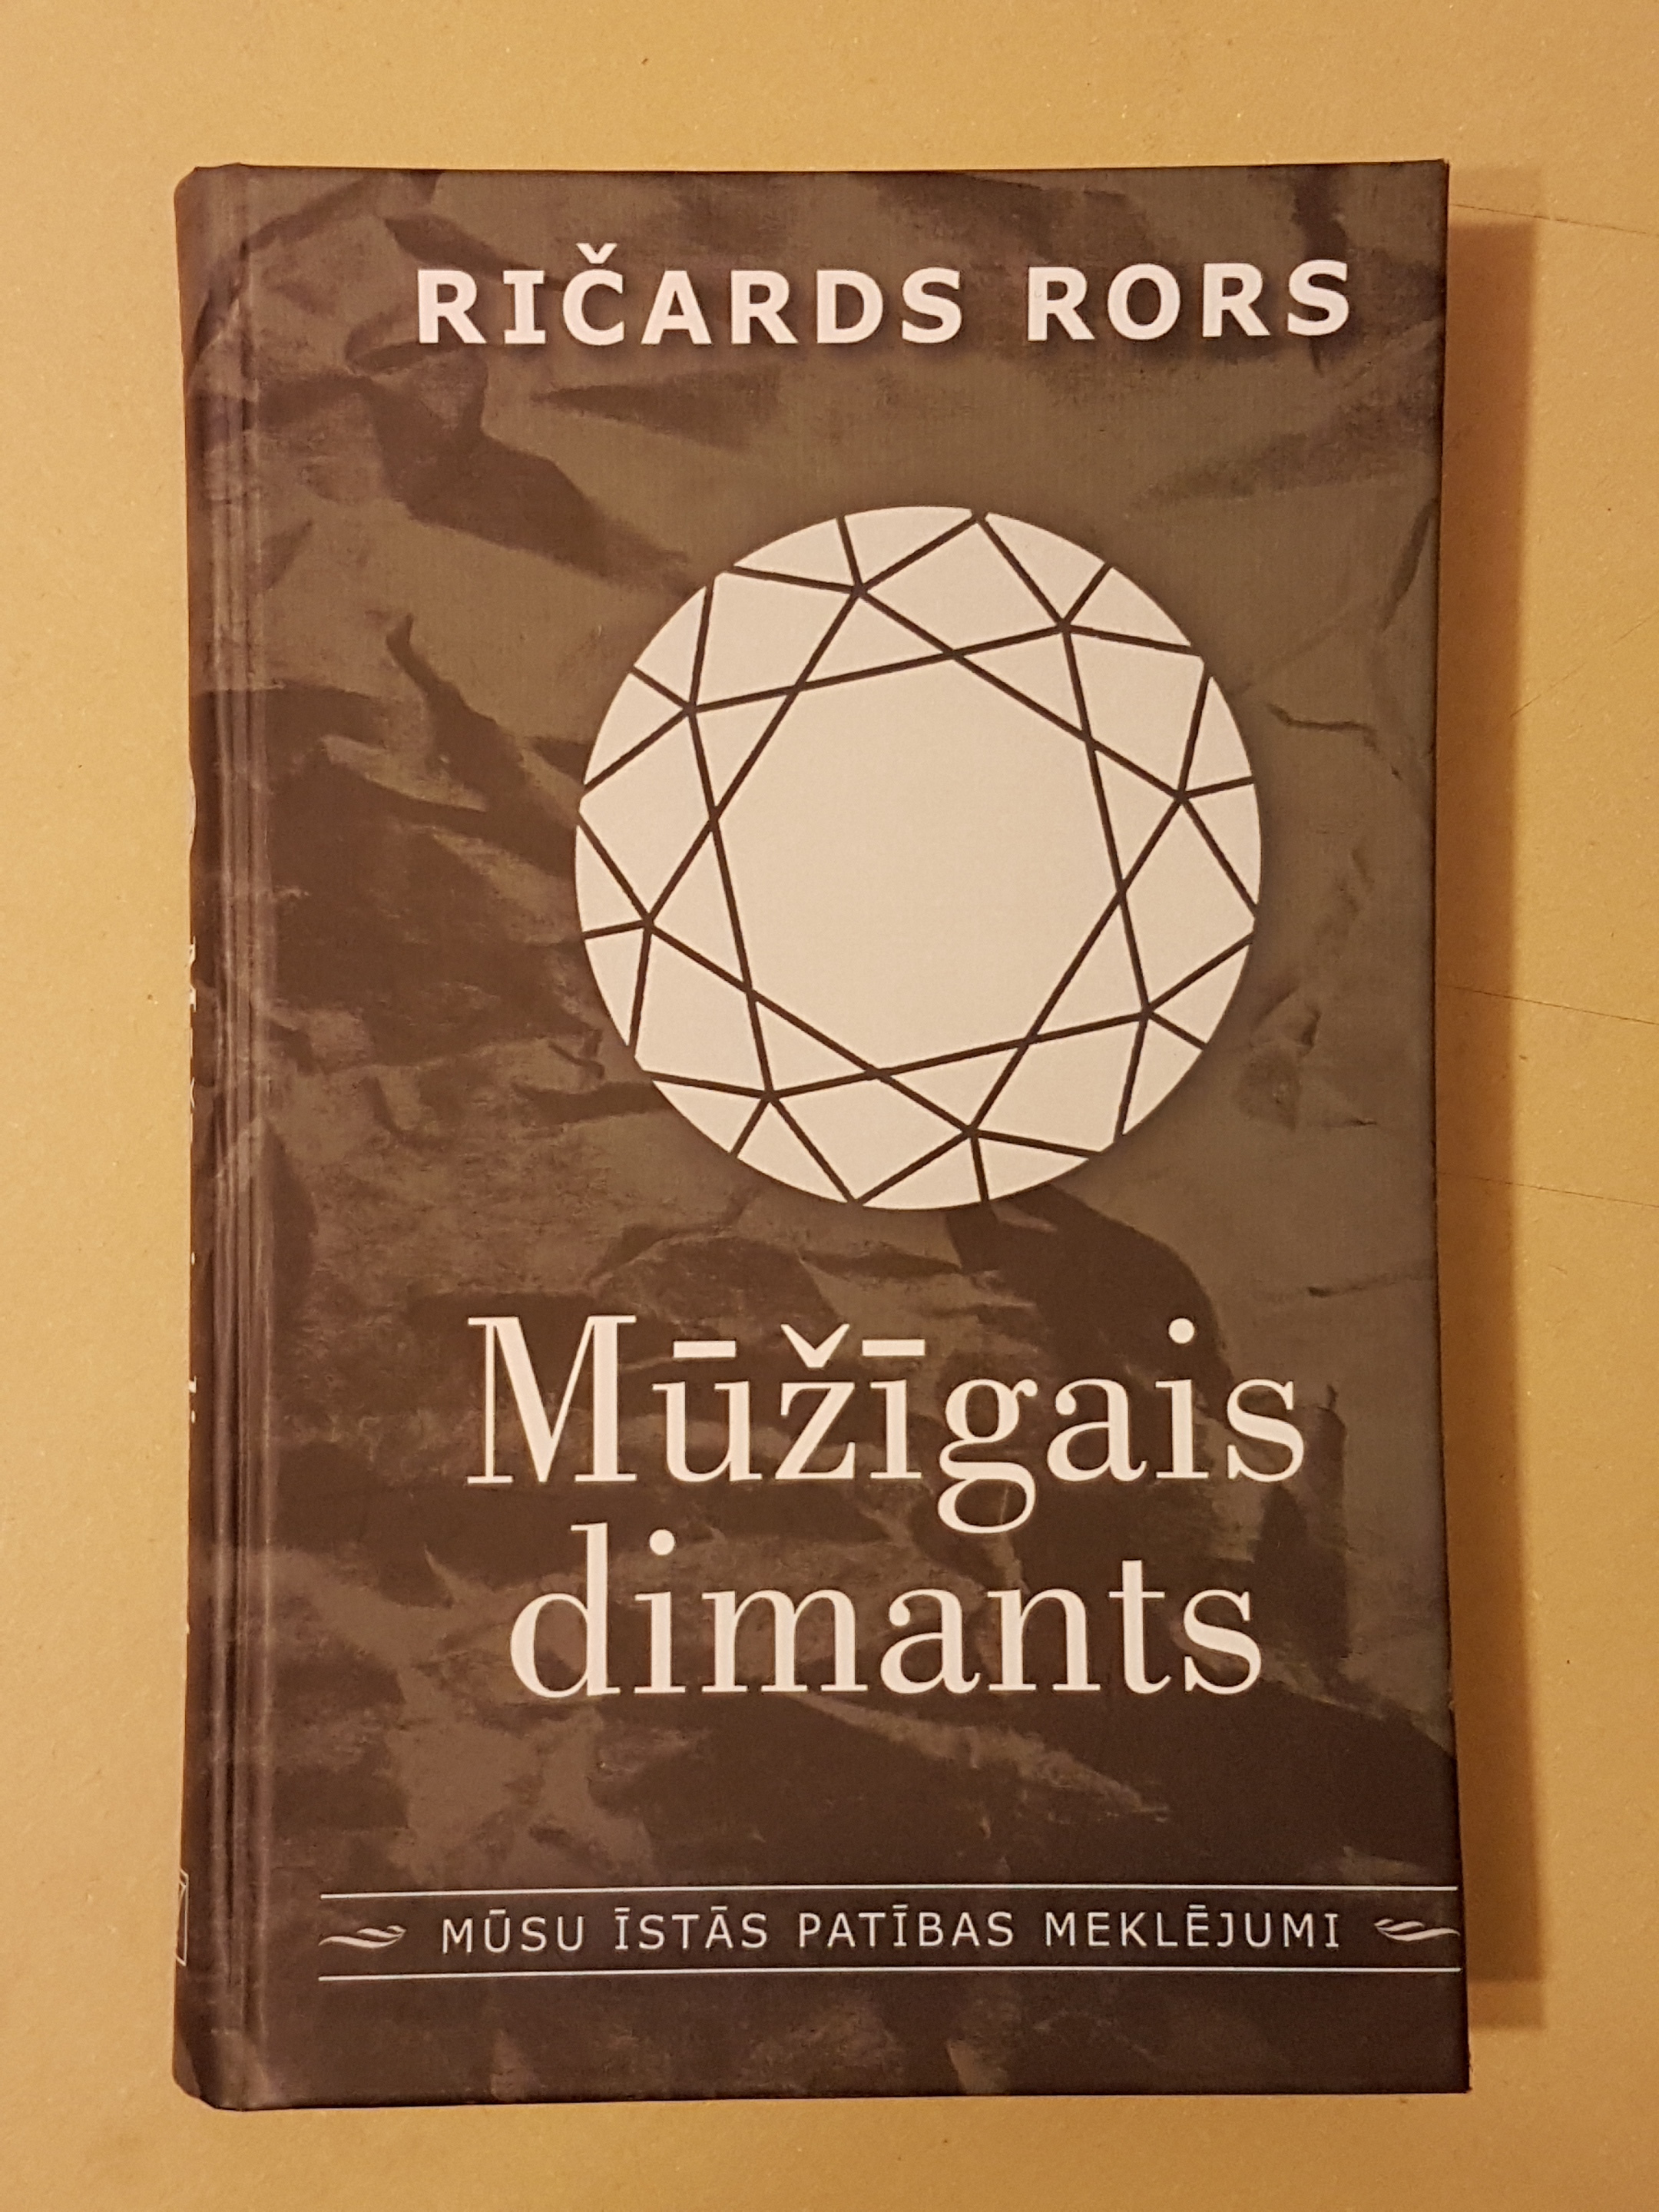 RIČARDS RORS
Mūžīgais
dimants
MŪSU ĪSTĀS PATĪBAS MEKLĒJUMI